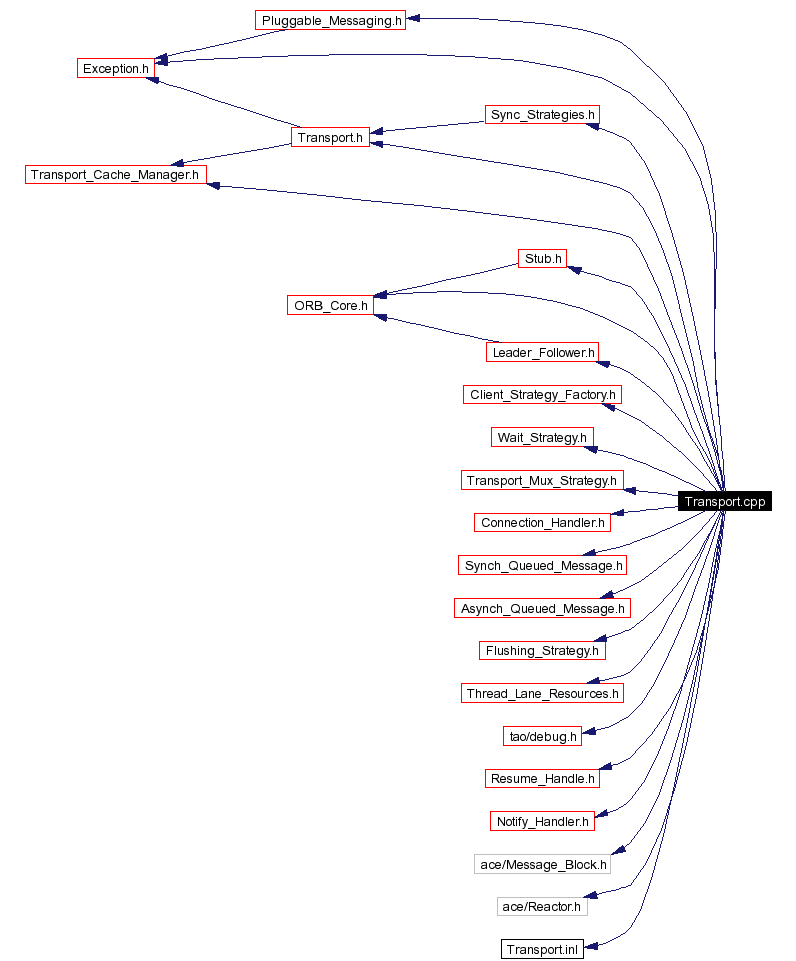 Pluggable_Messaging.h
Exception.h
Sync_Strategies.h
Transport.h
Transport_Cache_Manager.h
Stub.h
ORB_Core.h
Leader_Follower.h
Client_Strategy_Factory.h
Wait_Strategy.h
Transport_Mux_Strategy.h
Transport.cpp
Connection_Handler.h
Synch_Queued_Message.h
Asynch_Queued_Message.h
Flushing_Strategy.h
Thread_Lane_Resources.h
tao/debug.h
Resume_Handle.h
Notify_Handler.h
ace/Message_Block.h
ace/Reactor.h
Transport.inl